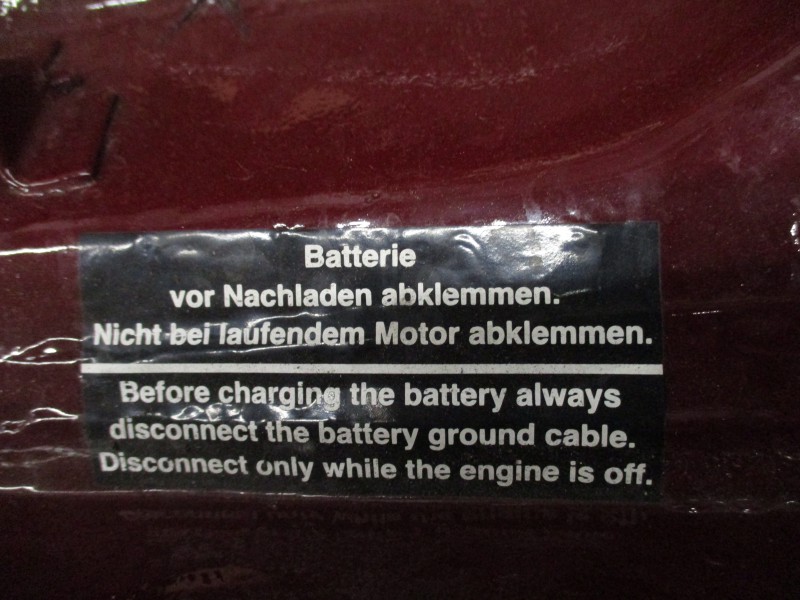 Batterie
vor Nachladen abklemmen.
Nicht bei laufendem Motor abklemmen.
Before charging the battery always
disconnect the battery ground cable.
Disconnect only while the engine is off.